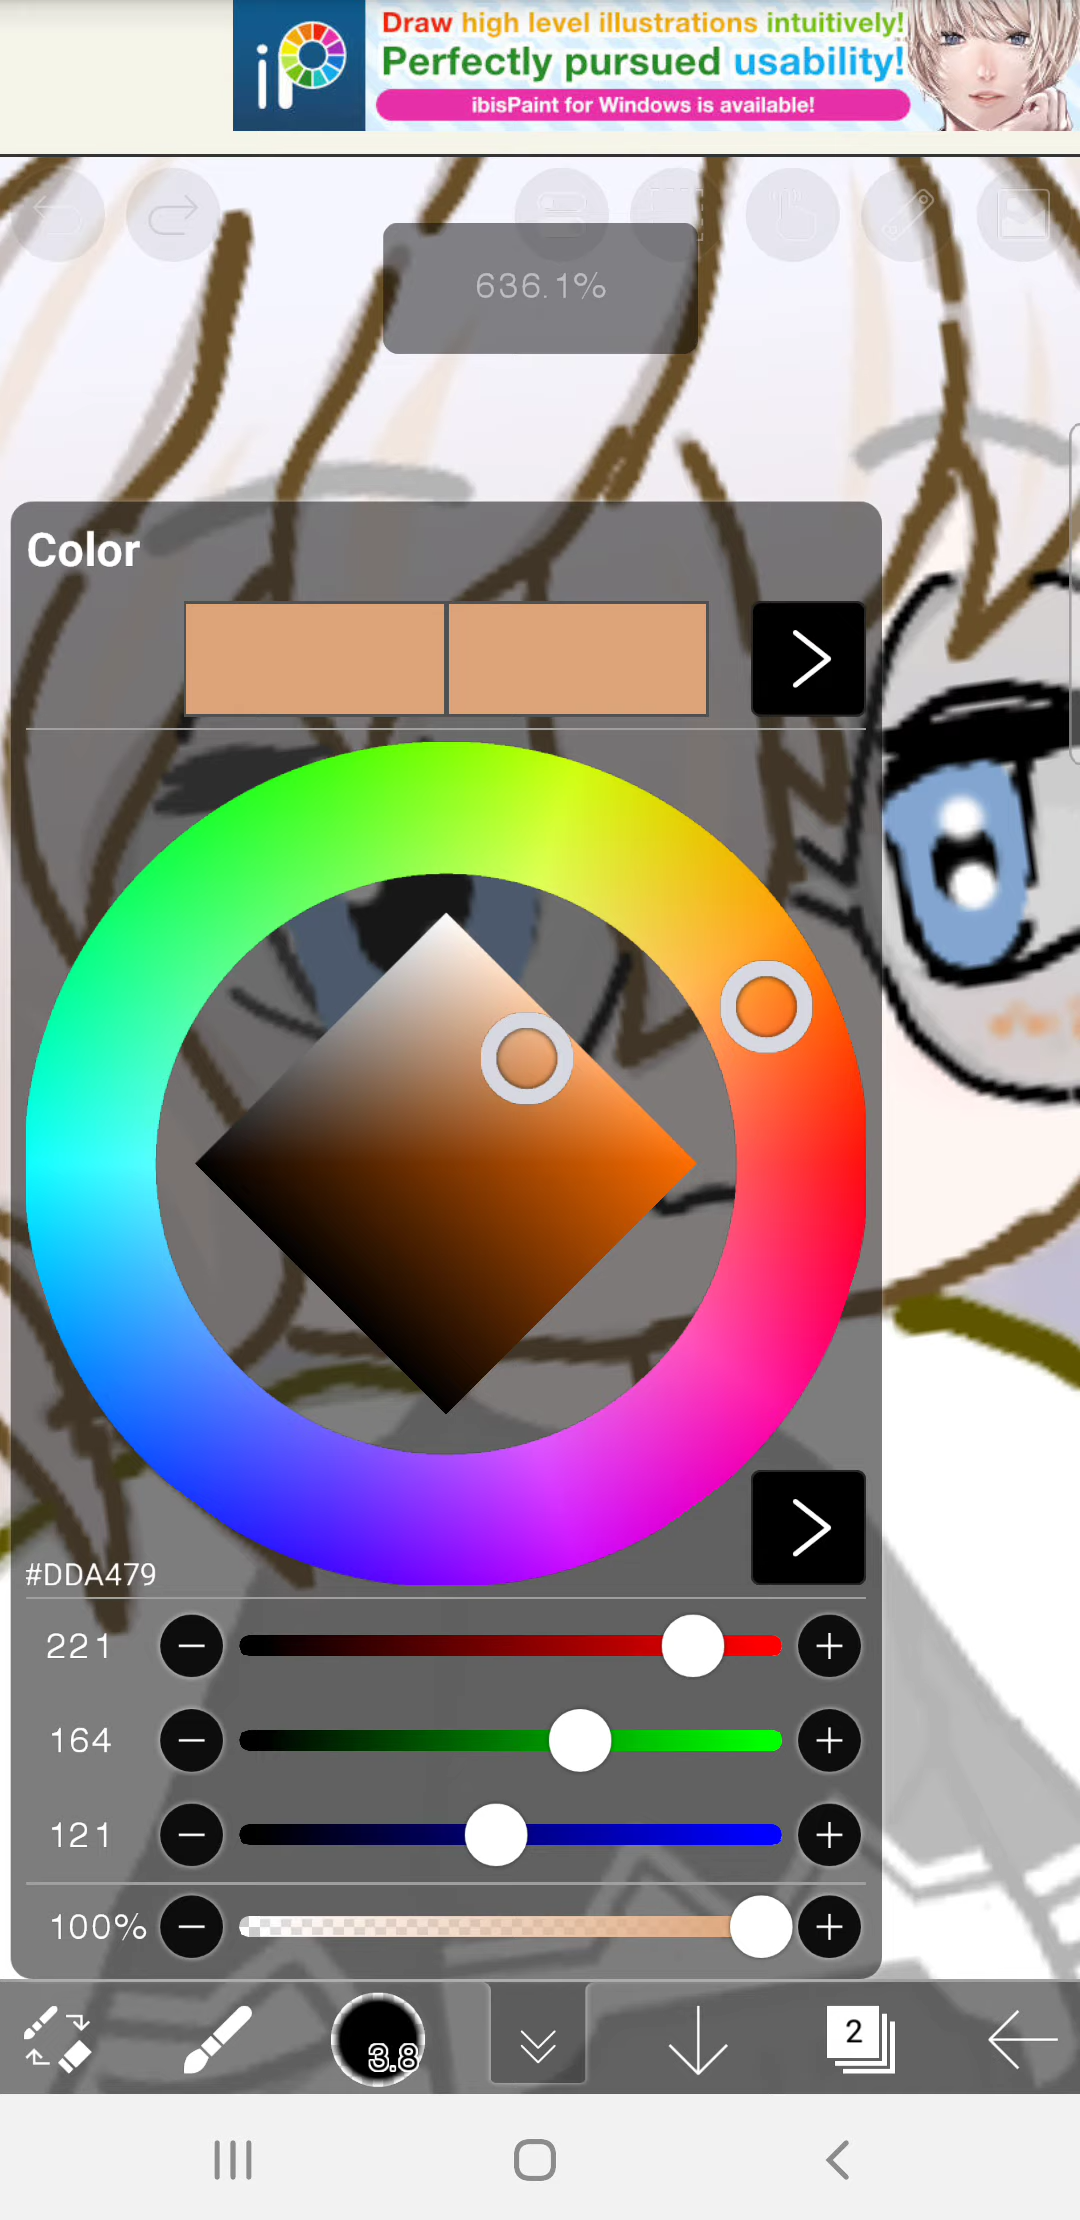 iP
Draw high level illustrations intuitively!
Perfectly pursued usability!
ibisPaint for Windows is available!
636.1%
Color
#DDA479
221
164
121
100%
3.8
2